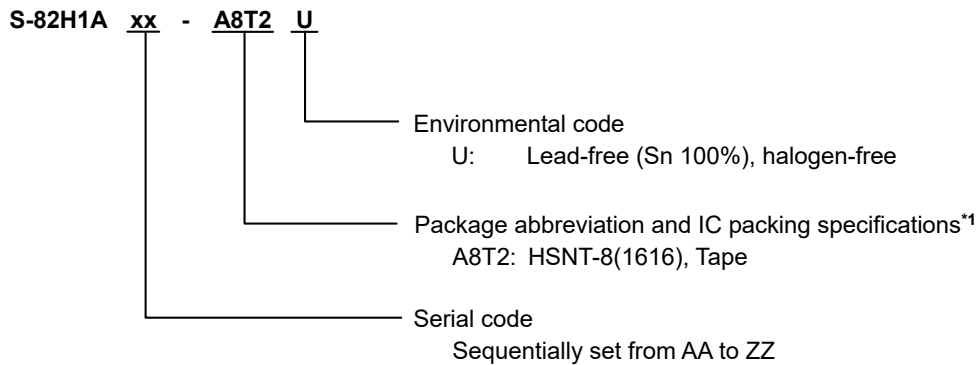 S-82H1A xx - A8T2 U
Environmental code
U: Lead-free (Sn 100%), halogen-free
Package abbreviation and IC packing specifications*1
A8T2: HSNT-8(1616), Tape
Serial code
Sequentially set from AA to ZZ